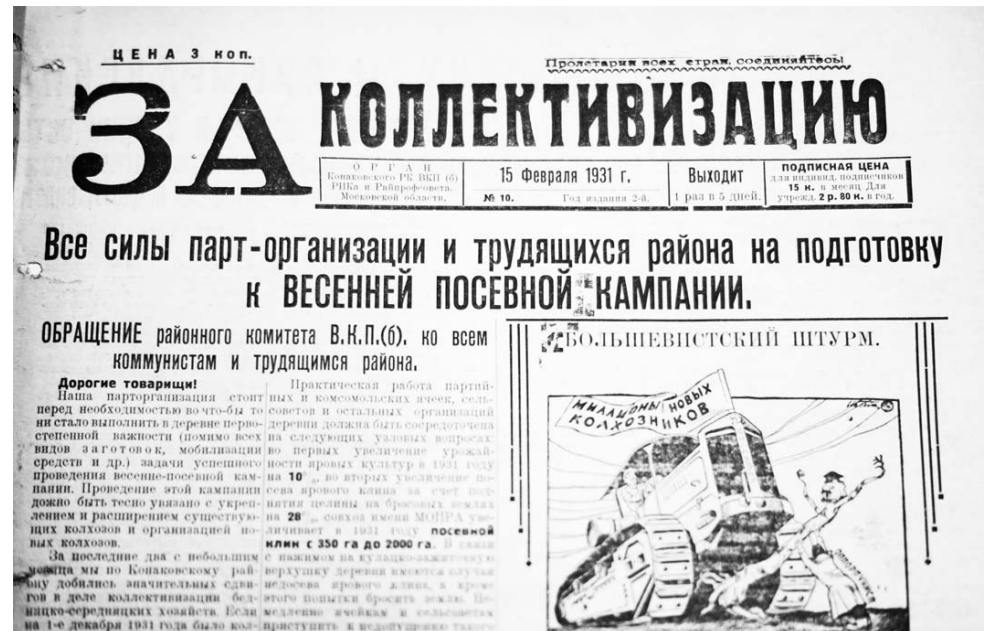 ЦЕНА 3 коп.
Пролетарии всех стран, соединяйтесь!
ЗА КОЛЛЕКТИВИЗАЦИЮ
ОРГАН
Конаковского РК ВКП (б)
РИКа и Райпрофсовета.
Московской области.
15 Февраля 1931 г.
№ 10. Год издания 2-й.
Выходит
1 раз в 5 дней.
ПОДПИСНАЯ ЦЕНА
для индивид. подписчиков
15 к. в месяц Для
учрежд. 2 р. 80 к. в год.
Все силы парт-организации и трудящихся района на подготовку
к ВЕСЕННЕЙ ПОСЕВНОЙ КАМПАНИИ.
ОБРАЩЕНИЕ районного комитета В.К.П.(б). ко всем
коммунистам и трудящимся района.
Дорогие товарищи!
Наша парторганизация стоит
перед необходимостью во что-бы то
ни стало выполнить в деревне перво-
степенной важности (помимо всех
видов заготовок, мобилизации
средств и др.) задачи успешного
проведения весенне-посевной кам-
пании. Проведение этой кампании
дожно быть тесно увязано с укреп-
лением и расширением существую-
щих колхозов и организацией но-
вых колхозов.
За последние два с небольшим
месяца мы по Конаковскому рай-
ону добились значительных сдви-
гов в деле коллективизации бед-
няцко-середняцких хозяйств. Если
на 1-е декабря 1931 года было кол-
Практическая работа партий-
ных и комсомольских ячеек, сель-
советов и остальных организаций
деревни должна быть сосредоточена
на следующих узловых вопросах:
во первых увеличение урожай-
ности яровых культур в 1931 году
на 10%, во вторых увеличение по-
сева ярового клина за счет под-
нятия целины на бросовых землях
на 28%, совхоз имени МОПРА уве-
личивает в 1931 году посевной
клин с 350 га до 2000 га. В связи
с нажимом на кулацко-зажиточную
верхушку деревни имеются случаи
недосева ярового клина, а кроме
этого попытки бросить землю. Не-
медленно ячейкам и сельсоветам
приступить к недопущению такого
БОЛЬШЕВИСТСКИЙ ШТУРМ.
МИЛЛИОНЫ НОВЫХ
КОЛХОЗНИКОВ